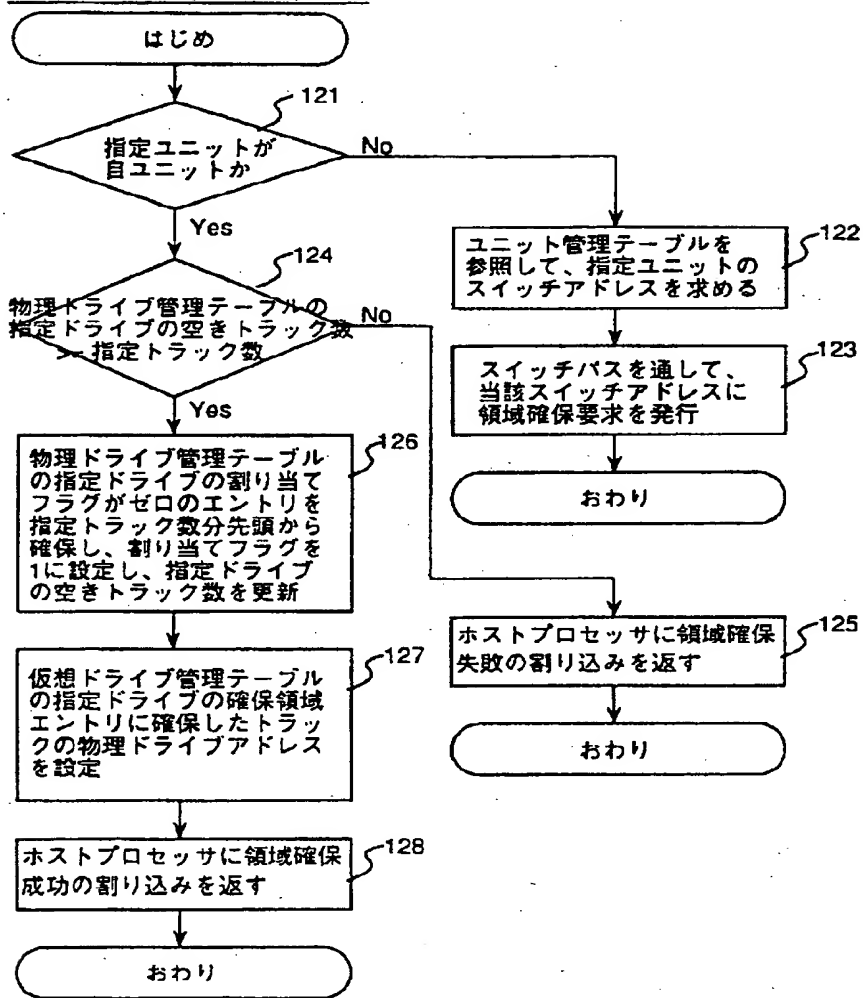 はじめ
121
指定ユニットが
自ユニットか
No
Yes
ユニット管理テーブルを
参照して、指定ユニットの
スイッチアドレスを求める
122
124
物理ドライブ管理テーブルの
指定ドライブの空きトラック数
指定トラック数
No
Yes
スイッチパスを通して、
当該スイッチアドレスに
領域確保要求を発行
123
おわり
物理ドライブ管理テーブル
の指定ドライブの割り当て
フラグがゼロのエントリを
指定トラック数分先頭から
確保し、割り当てフラグを
1に設定し、指定ドライブ
の空きトラック数を更新
126
ホストプロセッサに領域確保
失敗の割り込みを返す
125
おわり
仮想ドライブ管理テーブル
の指定ドライブの確保領域
エントリに確保したトラッ
クの物理ドライブアドレス
を設定
127
ホストプロセッサに領域確保
成功の割り込みを返す
128
おわり